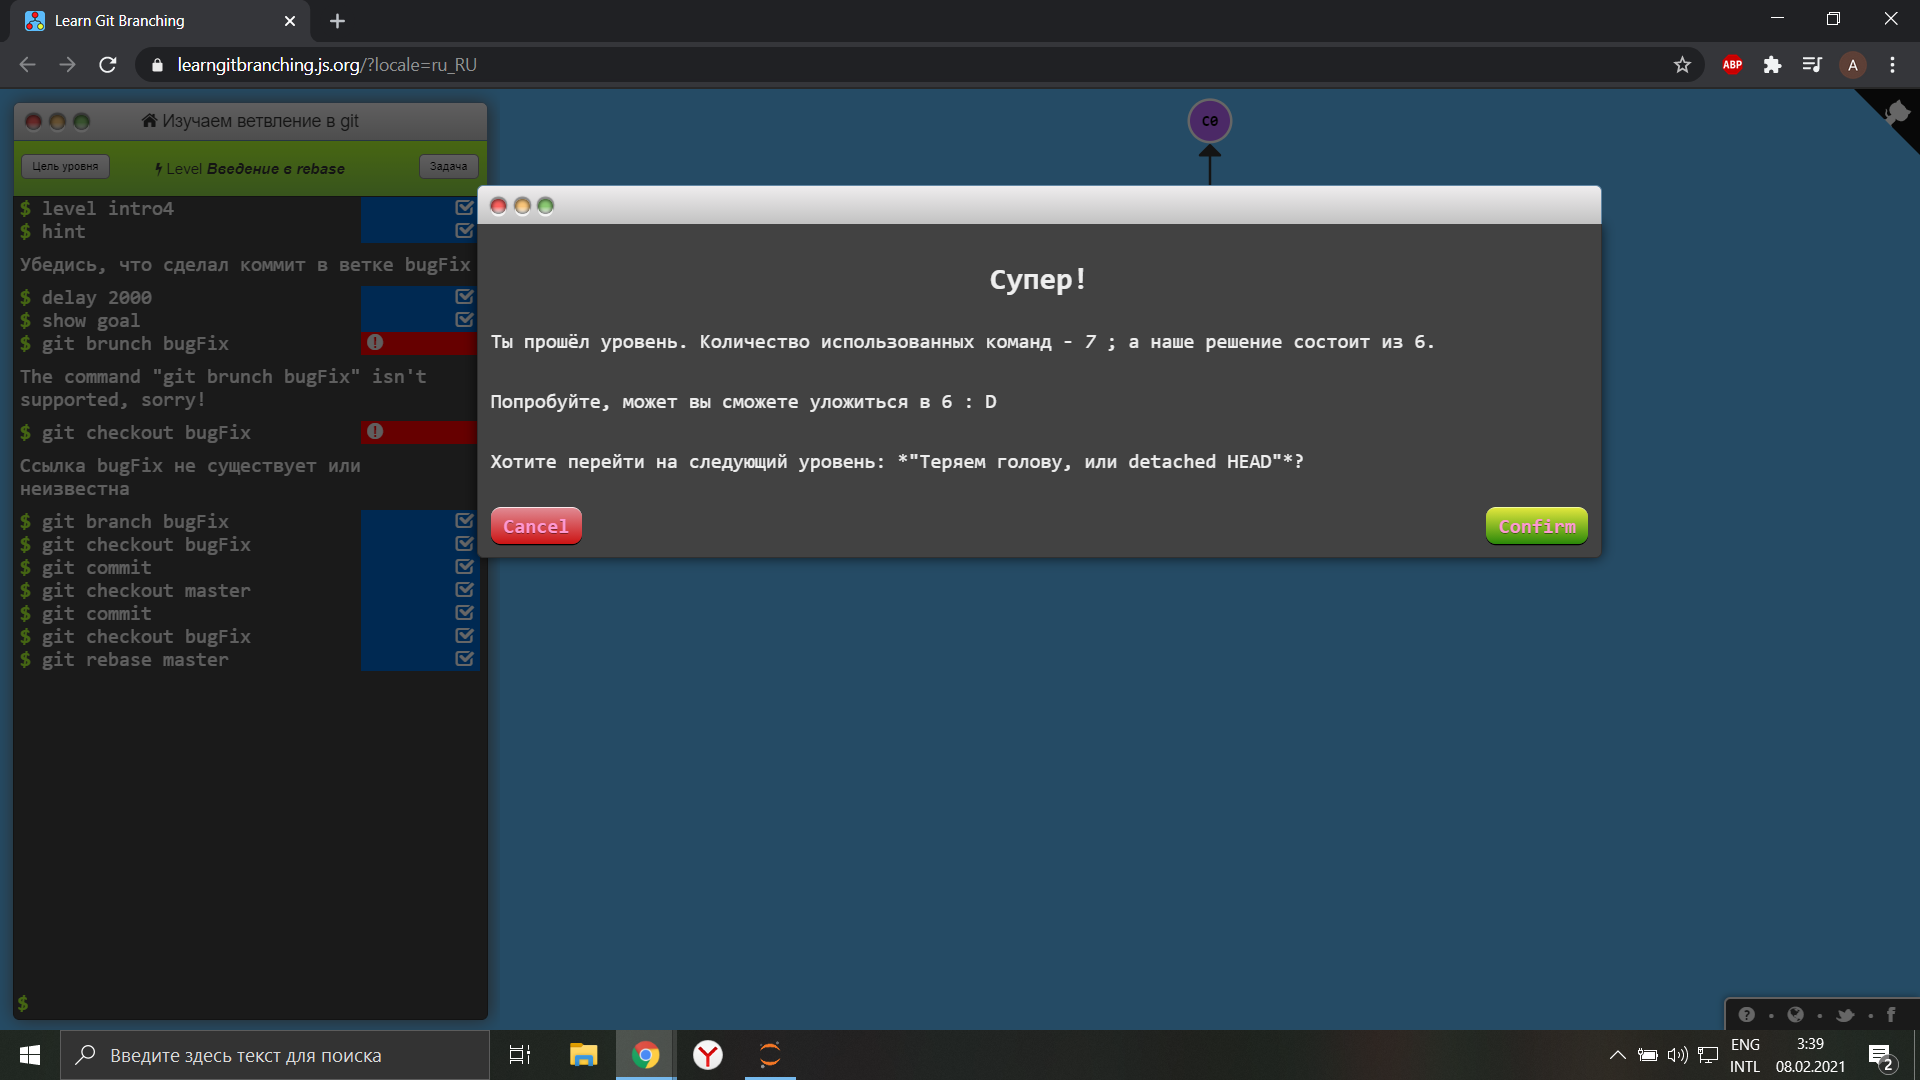 Learn Git Branching
learngitbranching.js.org/?locale=ru_RU
ABP
A
C0
Изучаем ветвление в git
Цель уровня
Level Введение в rebase
Задача
$ level intro4
$ hint
Убедись, что сделал коммит в ветке bugFix
$ delay 2000
$ show goal
$ git brunch bugFix
The command "git brunch bugFix" isn't
supported, sorry!
$ git checkout bugFix
Ссылка bugFix не существует или
неизвестна
$ git branch bugFix
$ git checkout bugFix
$ git commit
$ git checkout master
$ git commit
$ git checkout bugFix
$ git rebase master
$
Супер!
Ты прошёл уровень. Количество использованных команд - 7 ; а наше решение состоит из 6.
Попробуйте, может вы сможете уложиться в 6 : D
Хотите перейти на следующий уровень: *"Теряем голову, или detached HEAD"*?
Cancel
Confirm
Введите здесь текст для поиска
ENG
INTL
3:39
08.02.2021
2